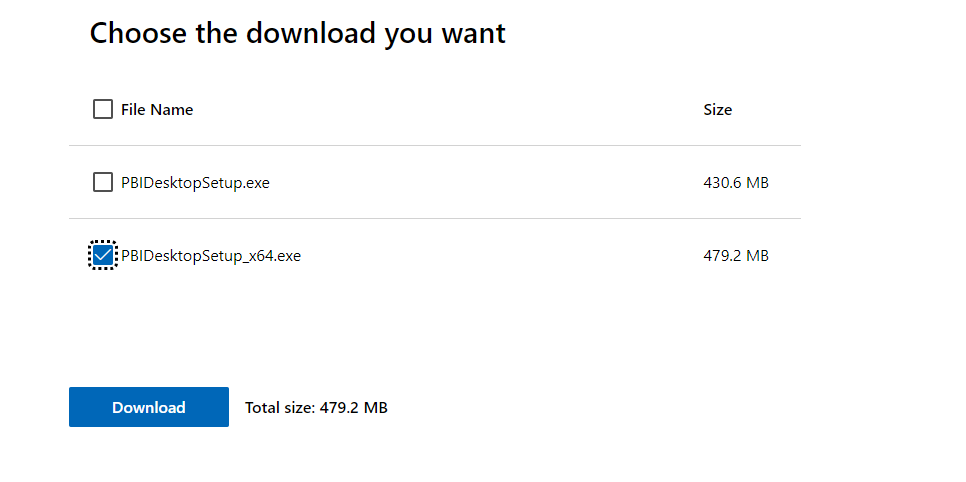 Choose the download you want
File Name Size
PBIDesktopSetup.exe 430.6 MB
PBIDesktopSetup_x64.exe 479.2 MB
Download Total size: 479.2 MB